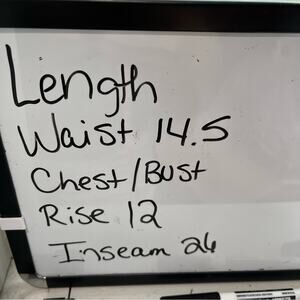 Length
Waist 14.5
Chest/Bust
Rise 12
Inseam 26